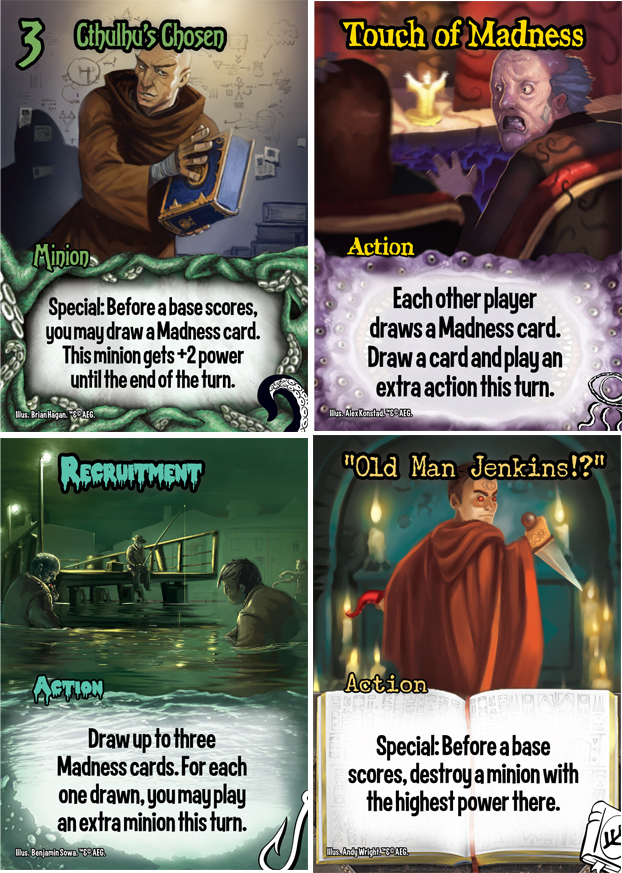 3
Cthulhu's Chosen
Minion
Special: Before a base scores,
you may draw a Madness card.
This minion gets +2 power
until the end of the turn.
Illus. Brian Hagan. ™&© AEG.
Touch of Madness
Action
Each other player
draws a Madness card.
Draw a card and play an
extra action this turn.
Illus. Alex Konstad. ™&© AEG.
Recruitment
Action
Draw up to three
Madness cards. For each
one drawn, you may play
an extra minion this turn.
Illus. Benjamin Sowa. ™&© AEG.
"Old Man Jenkins!?"
Action
Special: Before a base
scores, destroy a minion with
the highest power there.
Illus. Andy Wright. ™&© AEG.